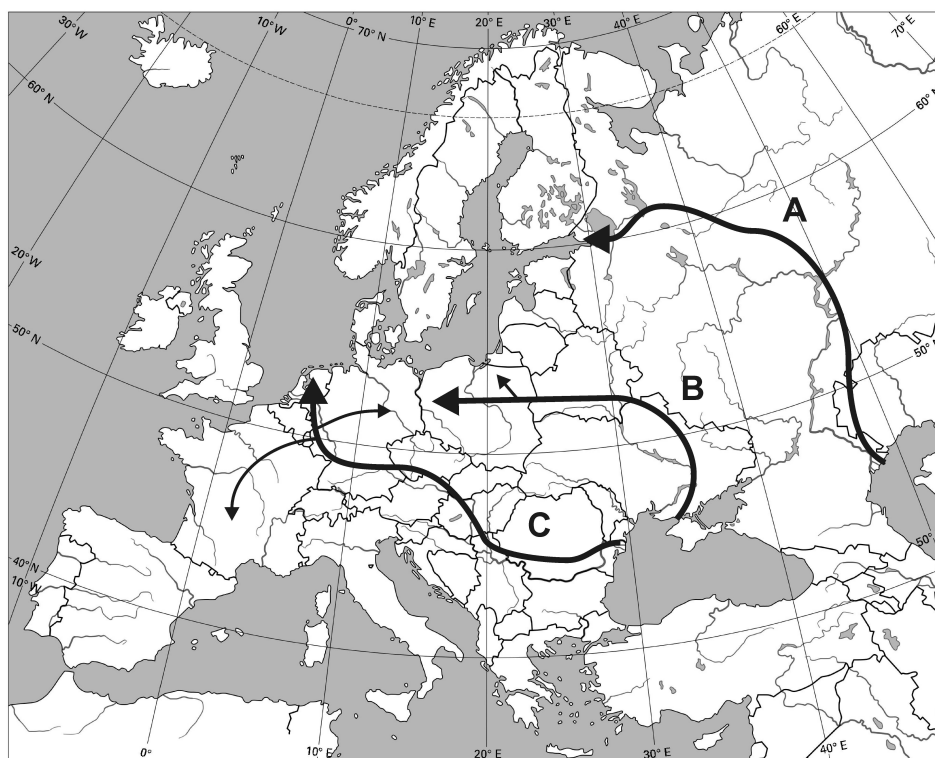 30° W
10° W
0°
70° N
10° E
20° E
30° E
40° E
60° E
70° E
60° N
60° N
20° W
A
50° N
50° N
B
C
50° E
40° N
10° W
0°
10° E
20° E
30° E
40° E